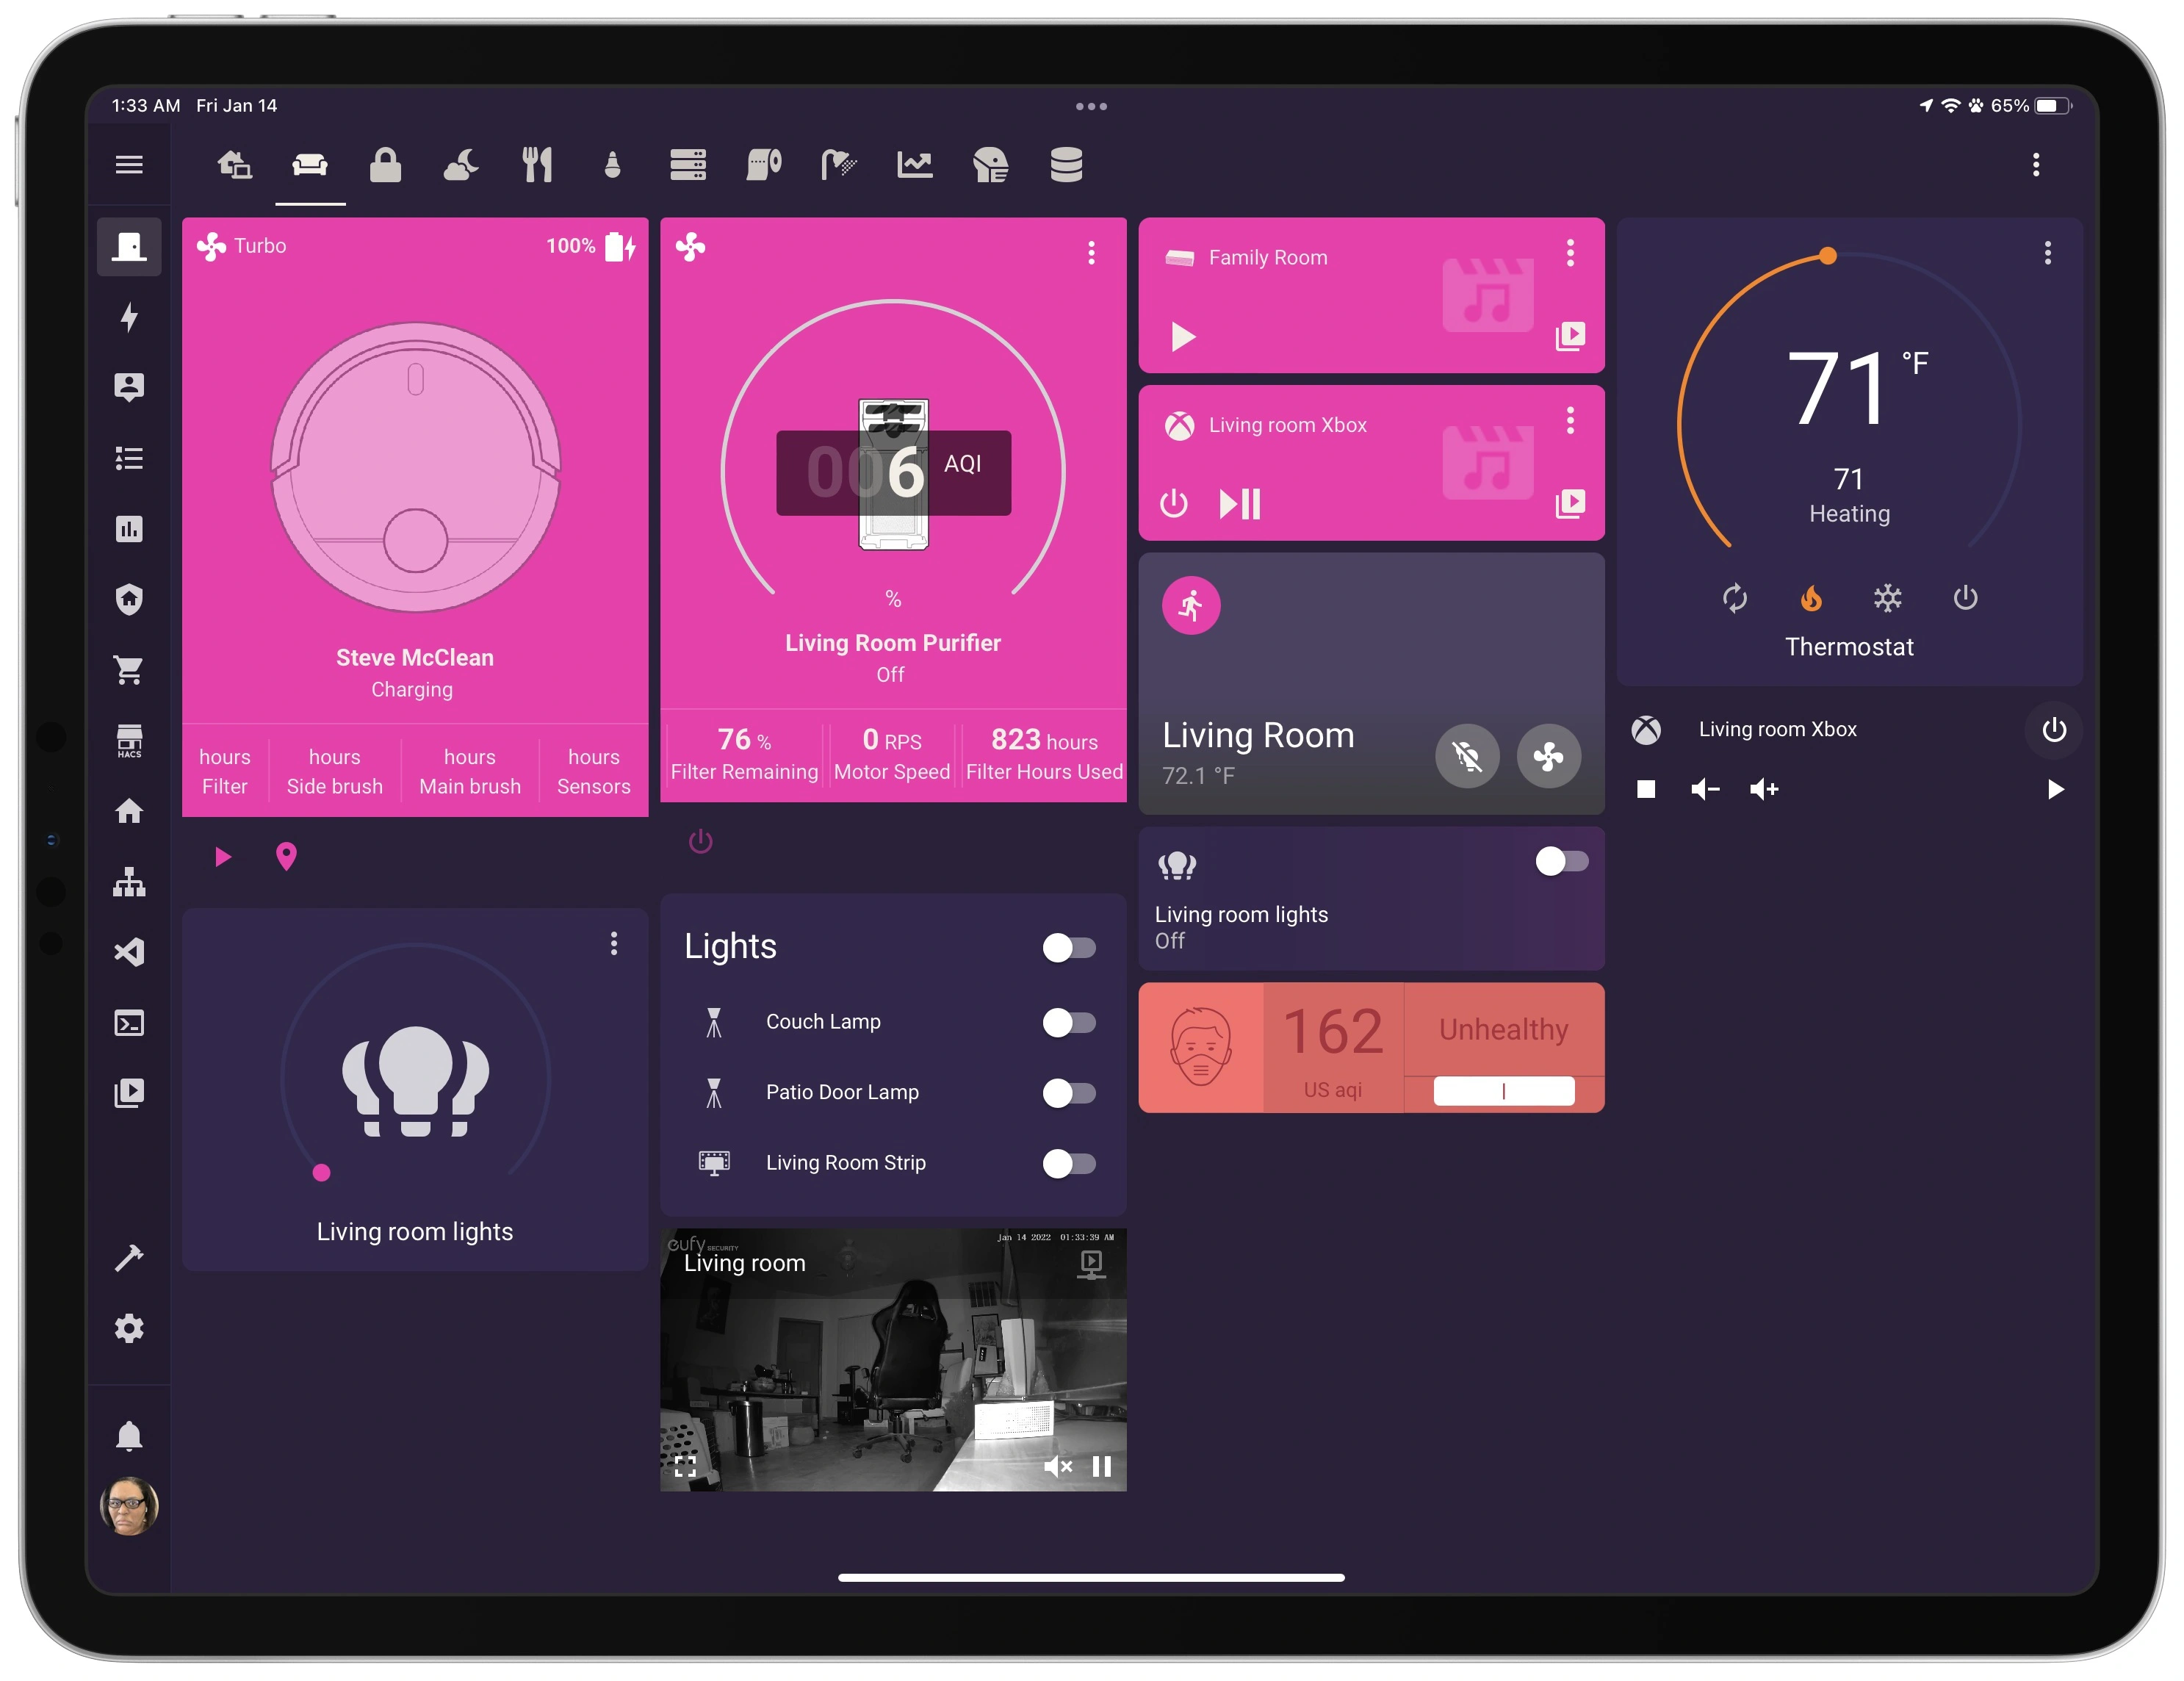 1:33 AM Fri Jan 14
65%
HACS
Turbo
100%
Steve McClean
Charging
hours
Filter
hours
Side brush
hours
Main brush
hours
Sensors
006 AQI
%
Living Room Purifier
Off
76 %
Filter Remaining
0 RPS
Motor Speed
823 hours
Filter Hours Used
Family Room
Living room Xbox
Living Room
72.1 °F
Living room lights
Off
162
US aqi
Unhealthy
71 °F
71
Heating
Thermostat
Living room Xbox
Living room lights
Lights
Couch Lamp
Patio Door Lamp
Living Room Strip
eufy SECURITY
Jan 14 2022 01:33:39 AM
Living room